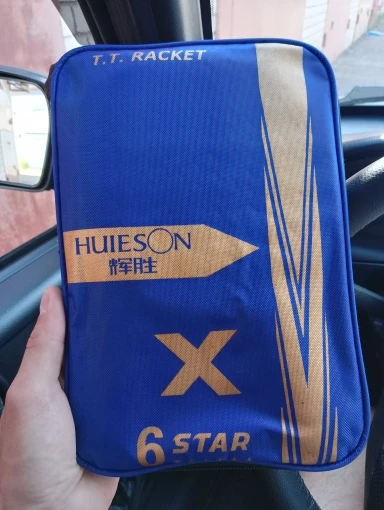 T.T. RACKET
HUIESON
辉胜
X
6 STAR